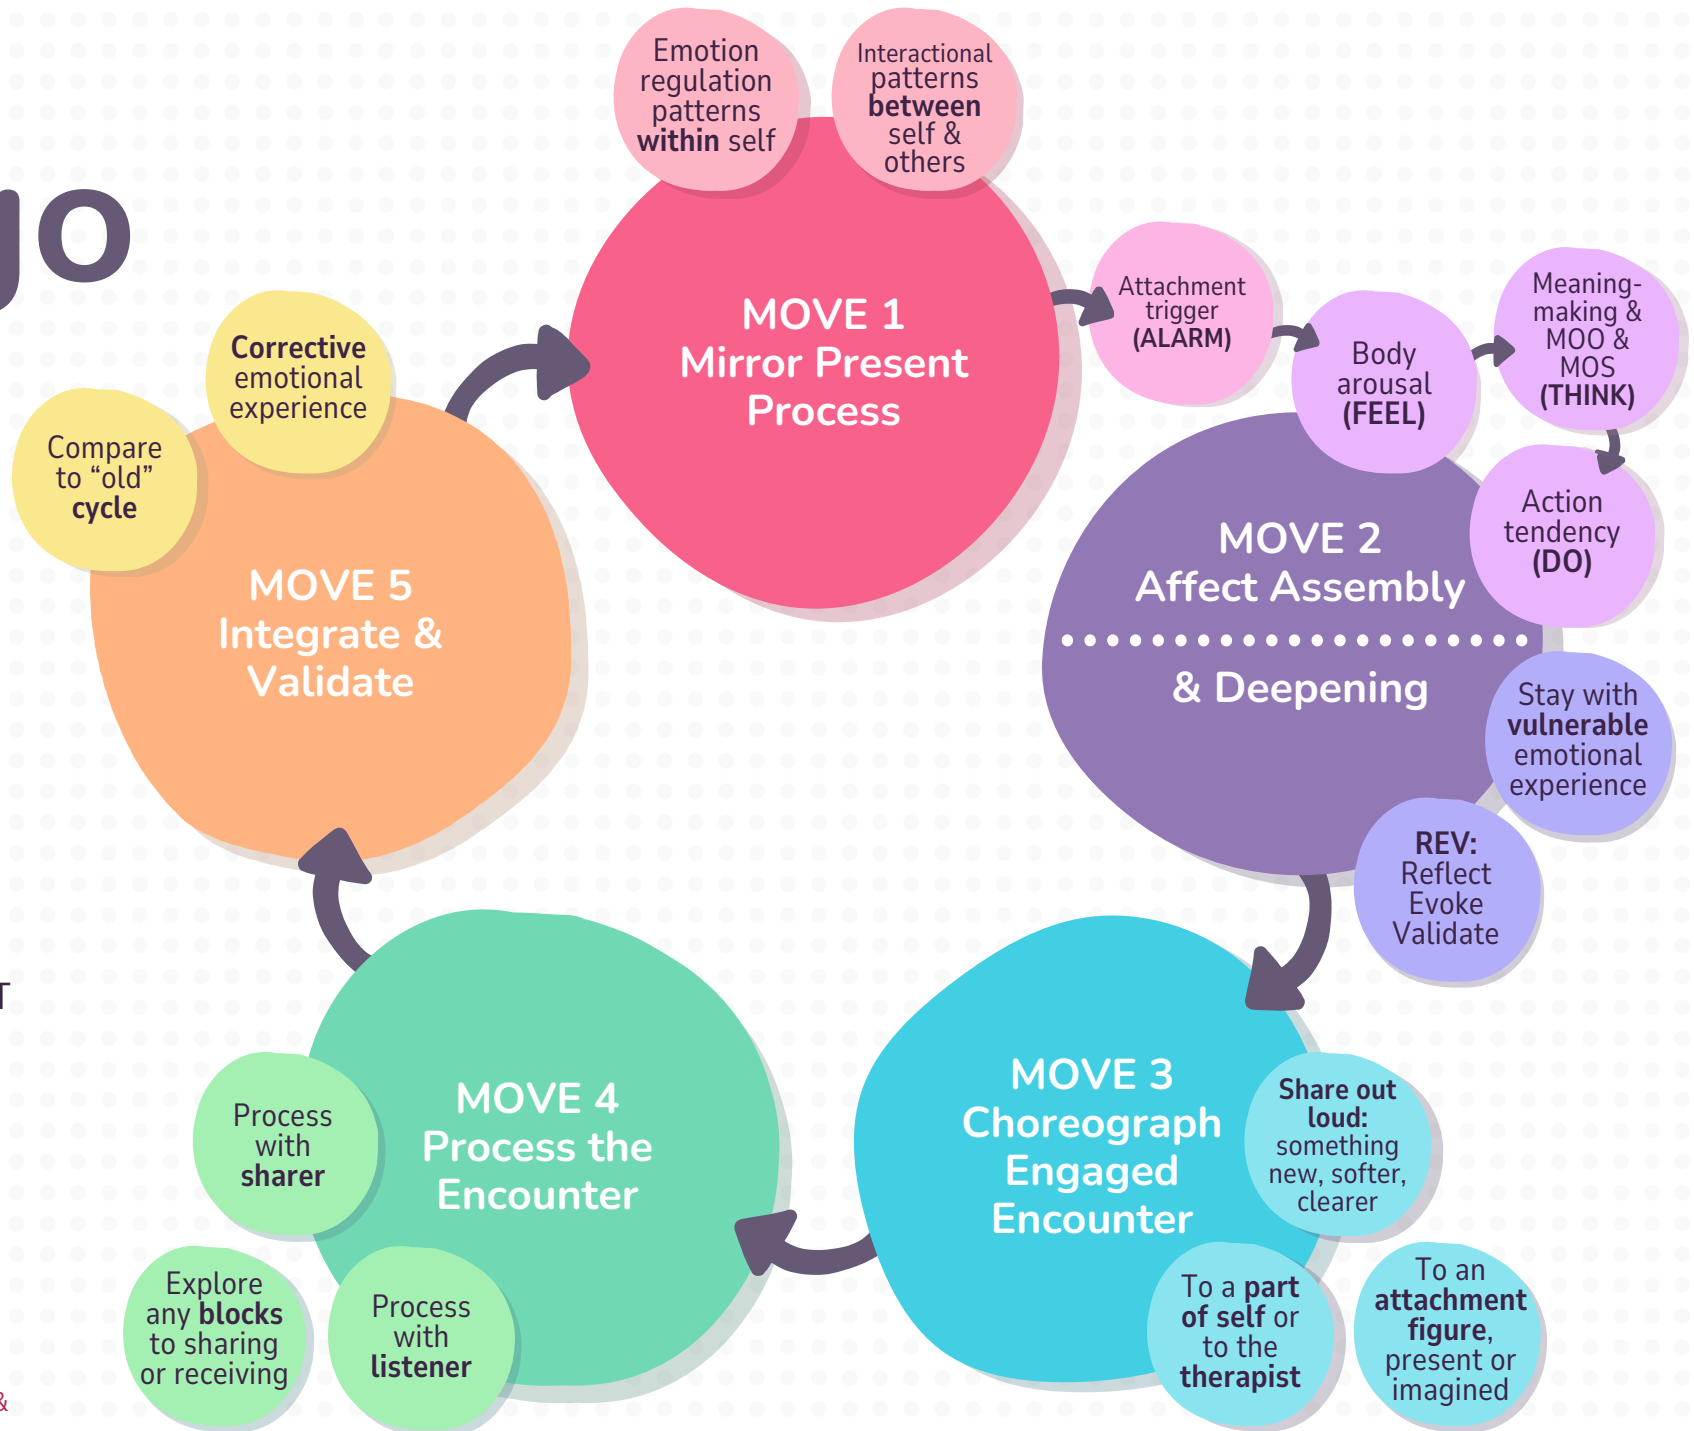 go
Emotion
regulation
patterns
within self
Interactional
patterns
between
self &
others
MOVE 1
Mirror Present
Process
Attachment
trigger
(ALARM)
Body
arousal
(FEEL)
Meaning-
making &
MOO &
MOS
(THINK)
Action
tendency
(DO)
MOVE 2
Affect Assembly
& Deepening
Stay with
vulnerable
emotional
experience
REV:
Reflect
Evoke
Validate
MOVE 3
Choreograph
Engaged
Encounter
Share out
loud:
something
new, softer,
clearer
To a part
of self or
to the
therapist
To an
attachment
figure,
present or
imagined
MOVE 4
Process the
Encounter
Process
with
sharer
Process
with
listener
Explore
any blocks
to sharing
or receiving
MOVE 5
Integrate &
Validate
Corrective
emotional
experience
Compare
to “old”
cycle
T
&